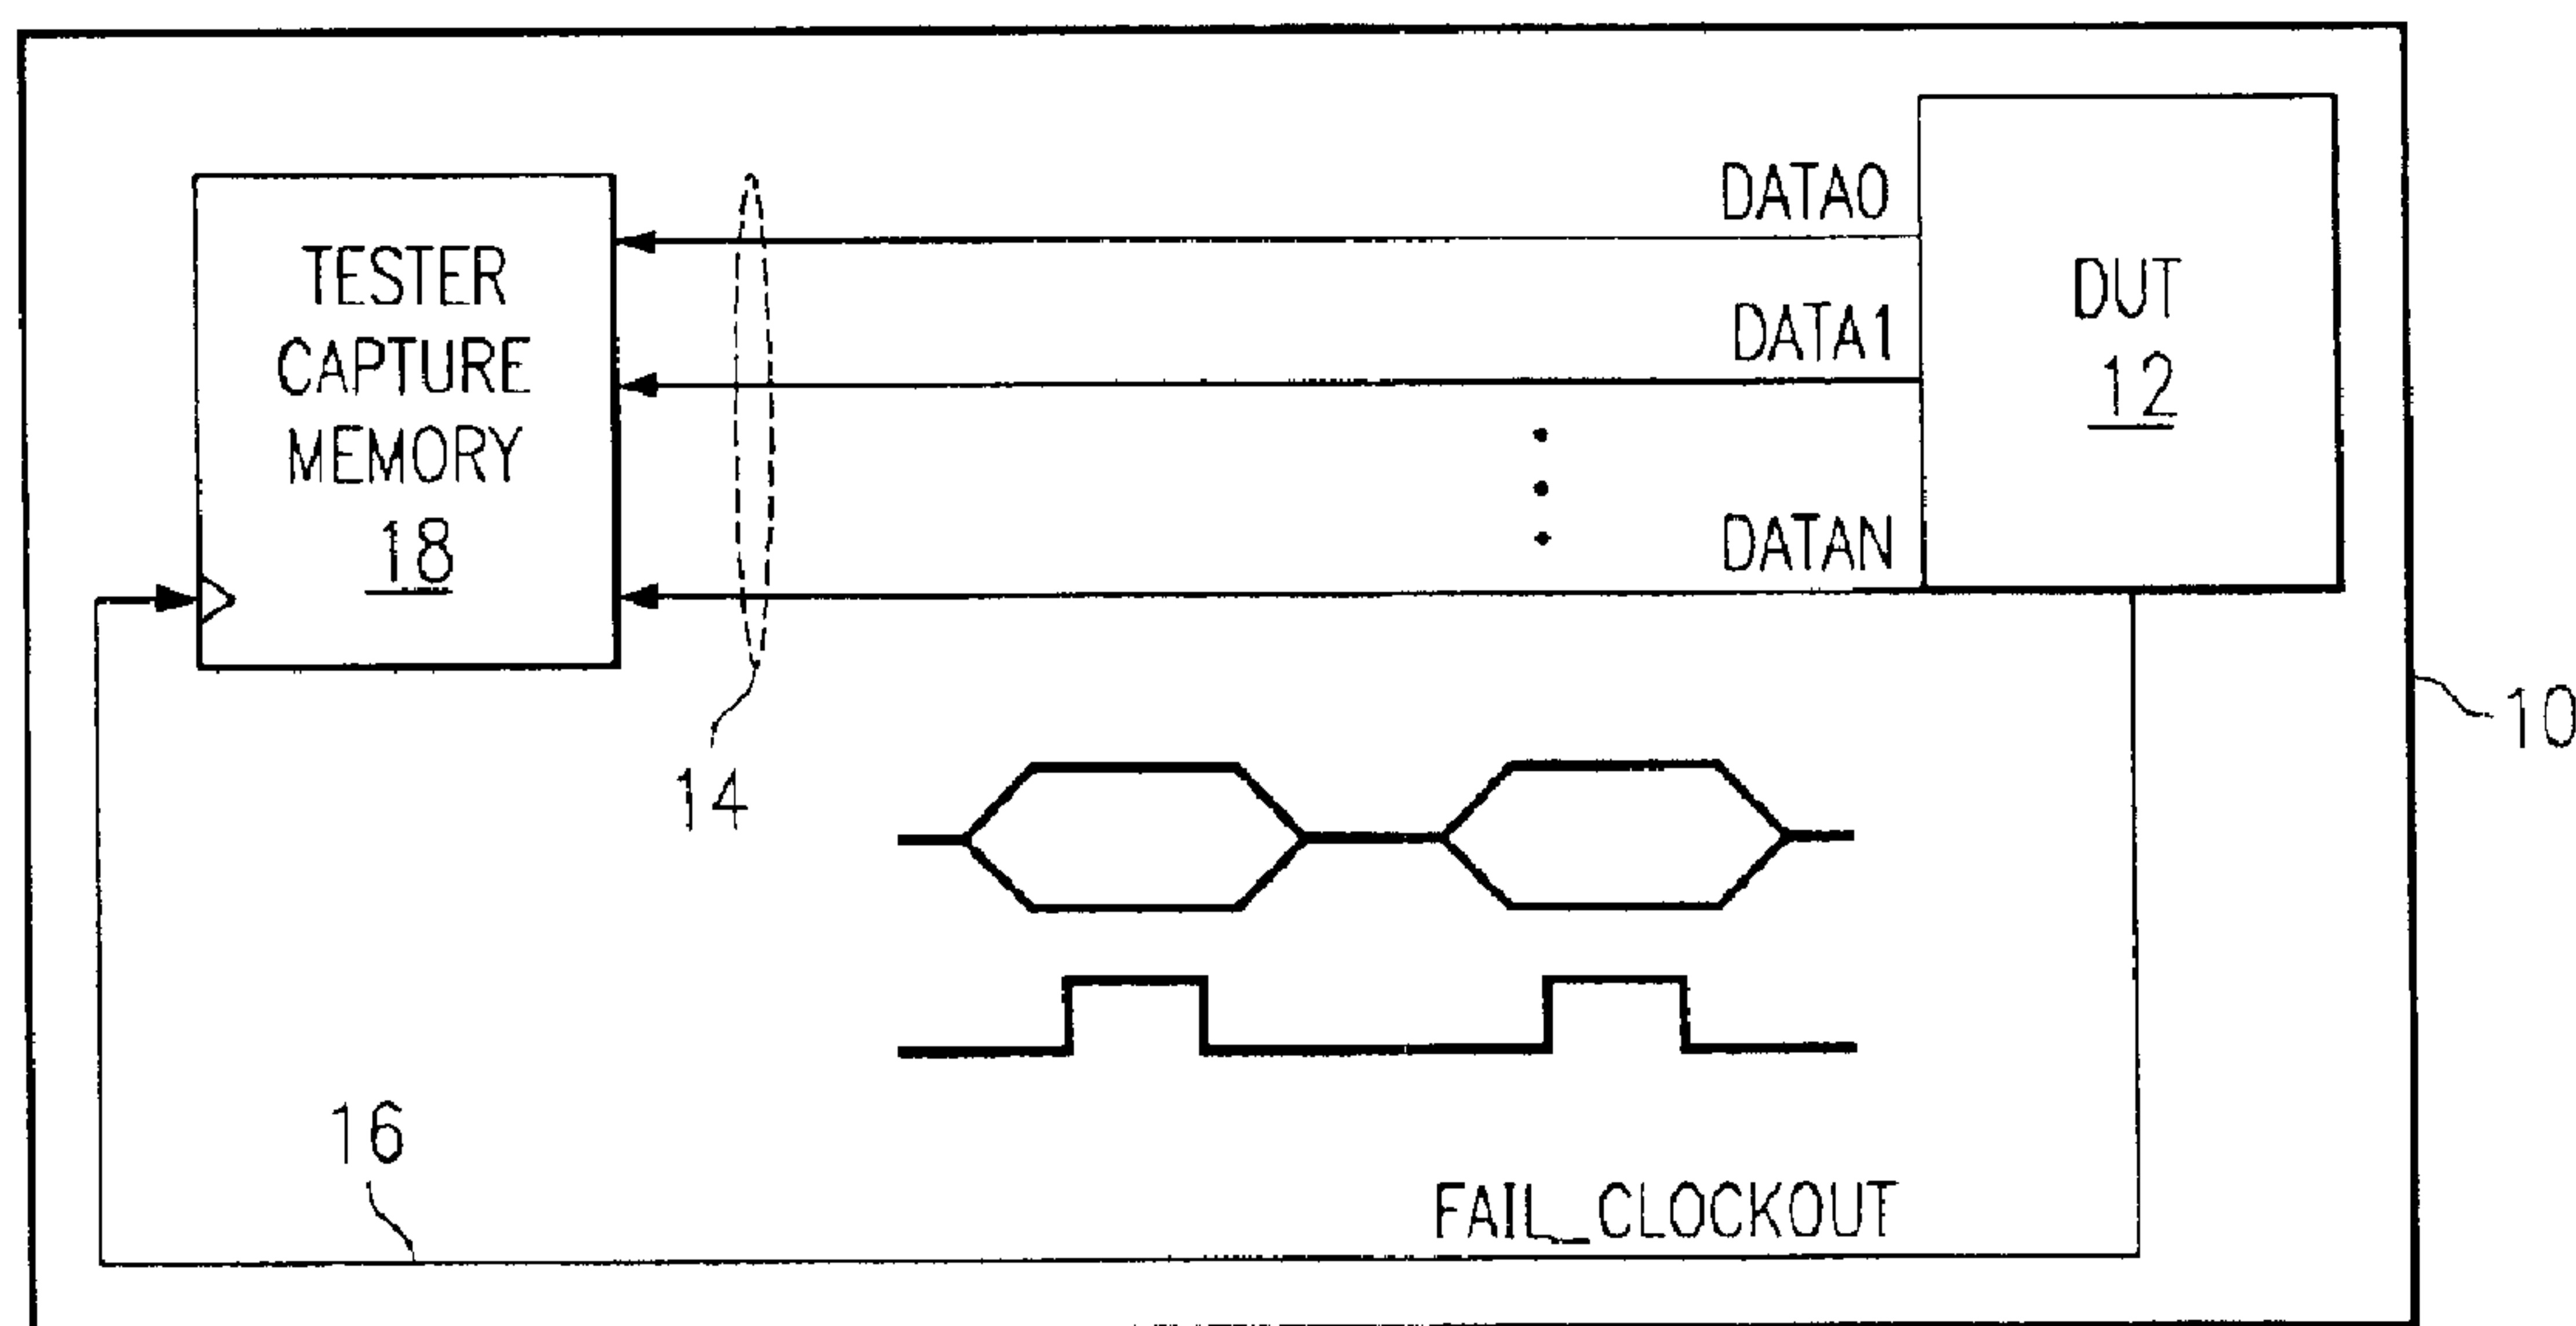 DATA0
TESTER
CAPTURE
MEMORY
18
DATA1
DUT
12
DATAN
14
10
16
FAIL_CLOCKOUT